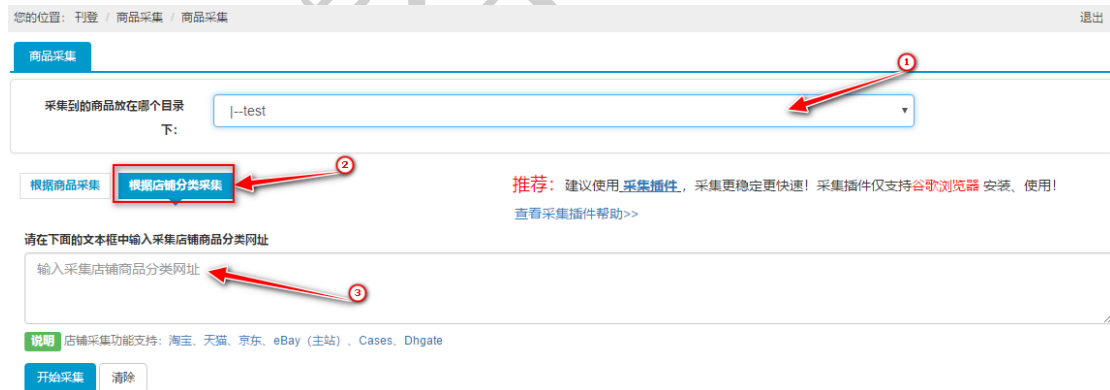 您的位置: 刊登 / 商品采集 / 商品采集 退出
商品采集
1
采集到的商品放在哪个目录下:
|--test
2
根据商品采集 根据店铺分类采集
推荐: 建议使用 采集插件 , 采集更稳定更快速! 采集插件仅支持谷歌浏览器 安装、使用!
查看采集插件帮助>>
请在下面的文本框中输入采集店铺商品分类网址
输入采集店铺商品分类网址
3
说明 店铺采集功能支持: 淘宝、天猫、京东、eBay (主站) 、Cases、Dhgate
开始采集 清除